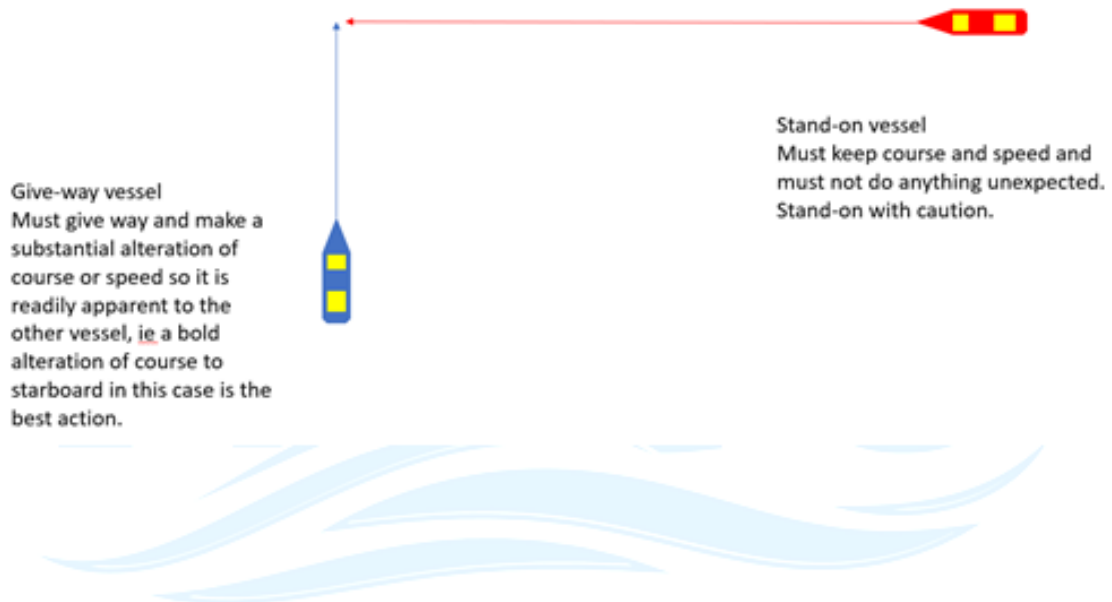 Stand-on vessel
Must keep course and speed and
must not do anything unexpected.
Stand-on with caution.
Give-way vessel
Must give way and make a
substantial alteration of
course or speed so it is
readily apparent to the
other vessel, ie a bold
alteration of course to
starboard in this case is the
best action.